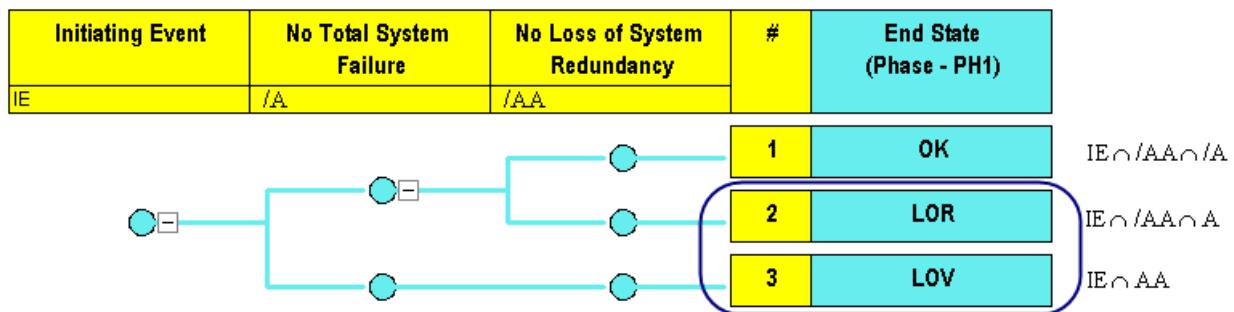 Initiating Event
No Total System
Failure
No Loss of System
Redundancy
#
End State
(Phase - PH1)
IE
/A
/AA
1
OK
IE∩/AA∩/A
2
LOR
IE∩/AA∩A
3
LOV
IE∩AA